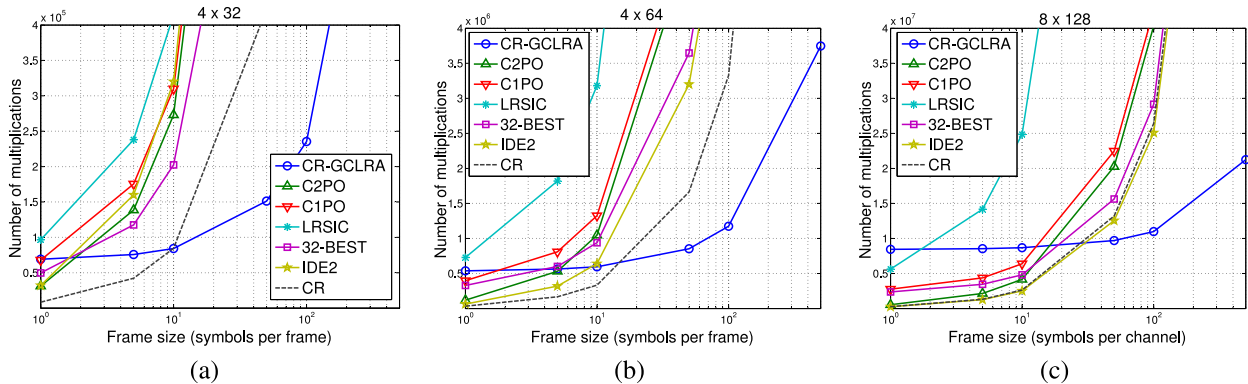 4 x 32
x 10^5
4
3.5
3
2.5
2
1.5
1
0.5
10^0
10^1
10^2
Number of multiplications
Frame size (symbols per frame)
CR-GCLRA
C2PO
C1PO
LRSIC
32-BEST
IDE2
CR
(a)
4 x 64
x 10^6
4
3.5
3
2.5
2
1.5
1
0.5
10^0
10^1
10^2
Number of multiplications
Frame size (symbols per frame)
CR-GCLRA
C2PO
C1PO
LRSIC
32-BEST
IDE2
CR
(b)
8 x 128
x 10^7
4
3.5
3
2.5
2
1.5
1
0.5
10^0
10^1
10^2
Number of multiplications
Frame size (symbols per channel)
CR-GCLRA
C2PO
C1PO
LRSIC
32-BEST
IDE2
CR
(c)